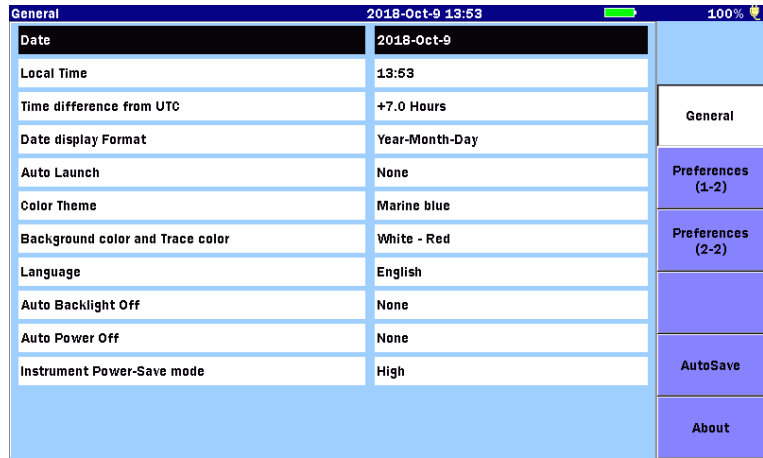 General 2018-Oct-9 13:53 100%
Date 2018-Oct-9
Local Time 13:53
Time difference from UTC +7.0 Hours
Date display Format Year-Month-Day
Auto Launch None
Color Theme Marine blue
Background color and Trace color White - Red
Language English
Auto Backlight Off None
Auto Power Off None
Instrument Power-Save mode High
General
Preferences
(1-2)
Preferences
(2-2)
AutoSave
About